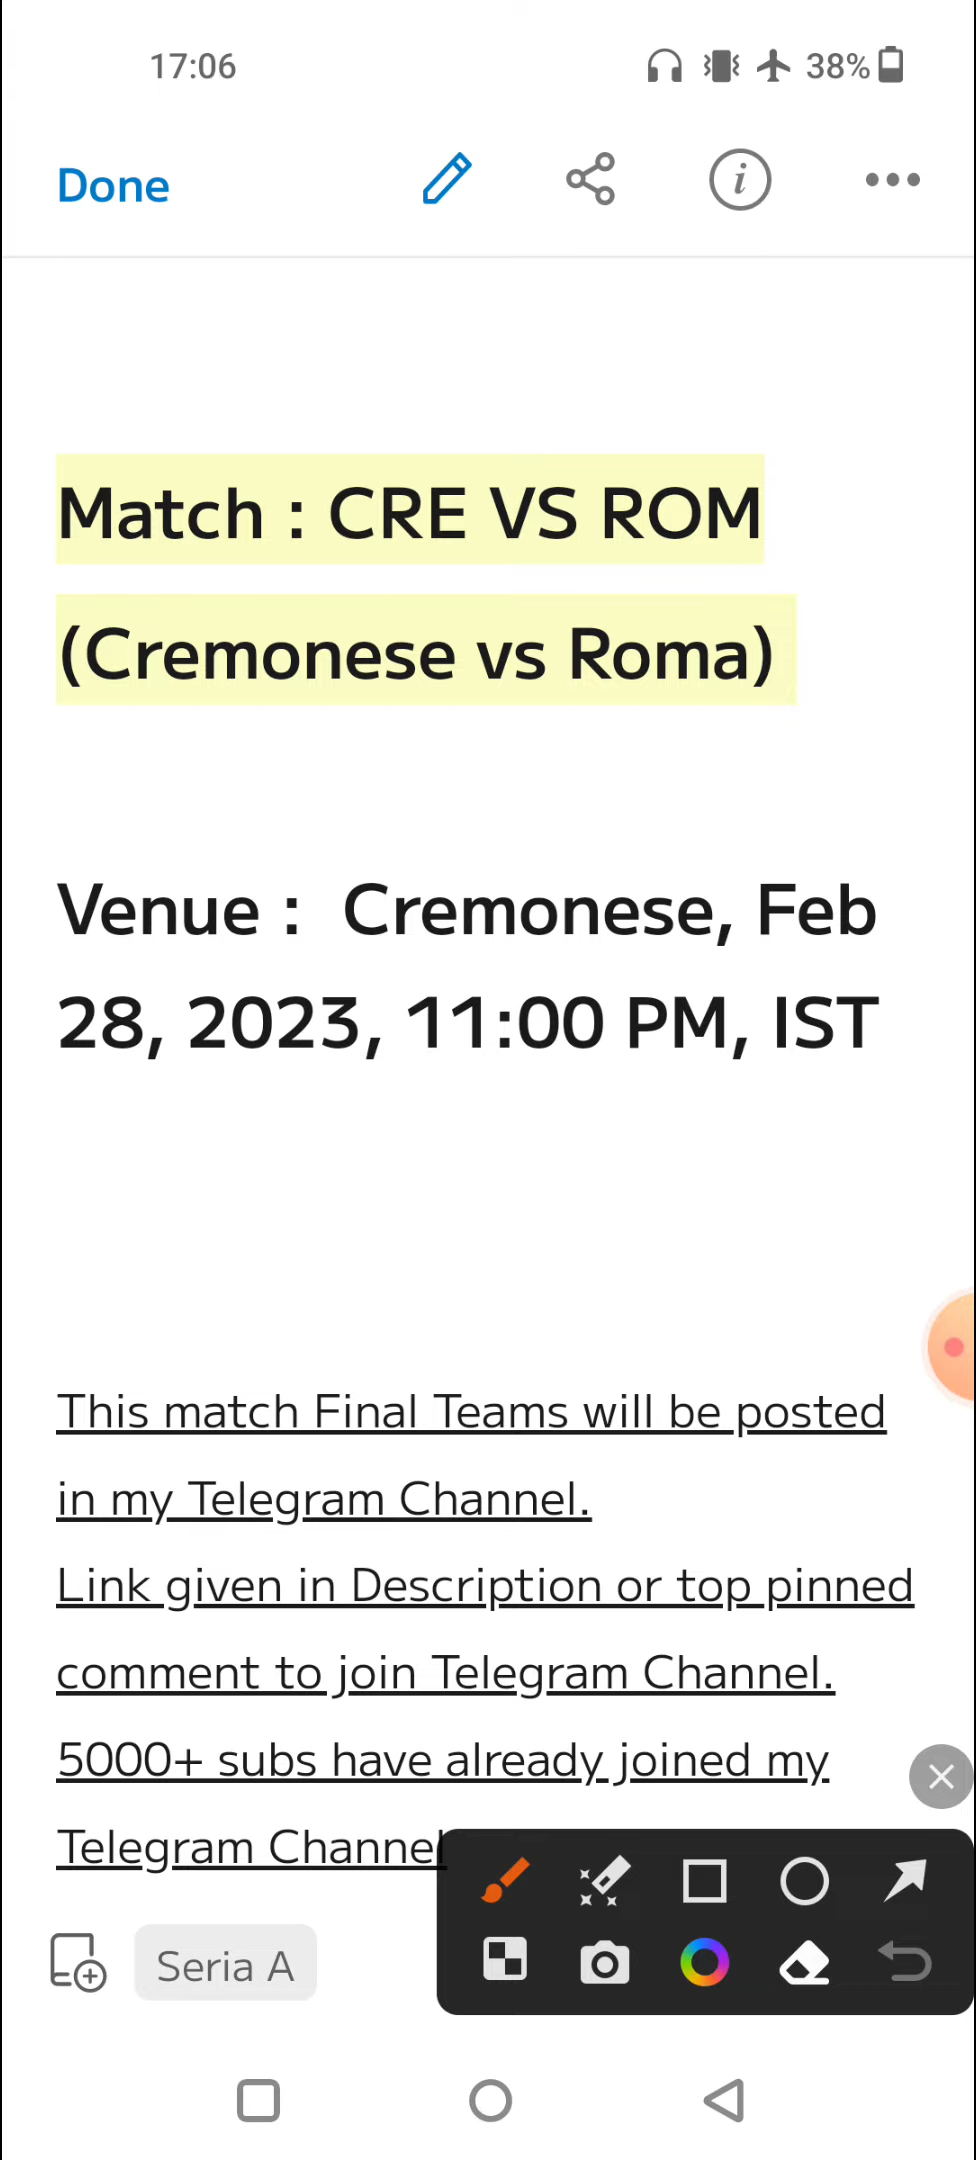 17:06
38%
Done
Match : CRE VS ROM
(Cremonese vs Roma)
Venue : Cremonese, Feb
28, 2023, 11:00 PM, IST
This match Final Teams will be posted
in my Telegram Channel.
Link given in Description or top pinned
comment to join Telegram Channel.
5000+ subs have already joined my
Telegram Channel
Seria A